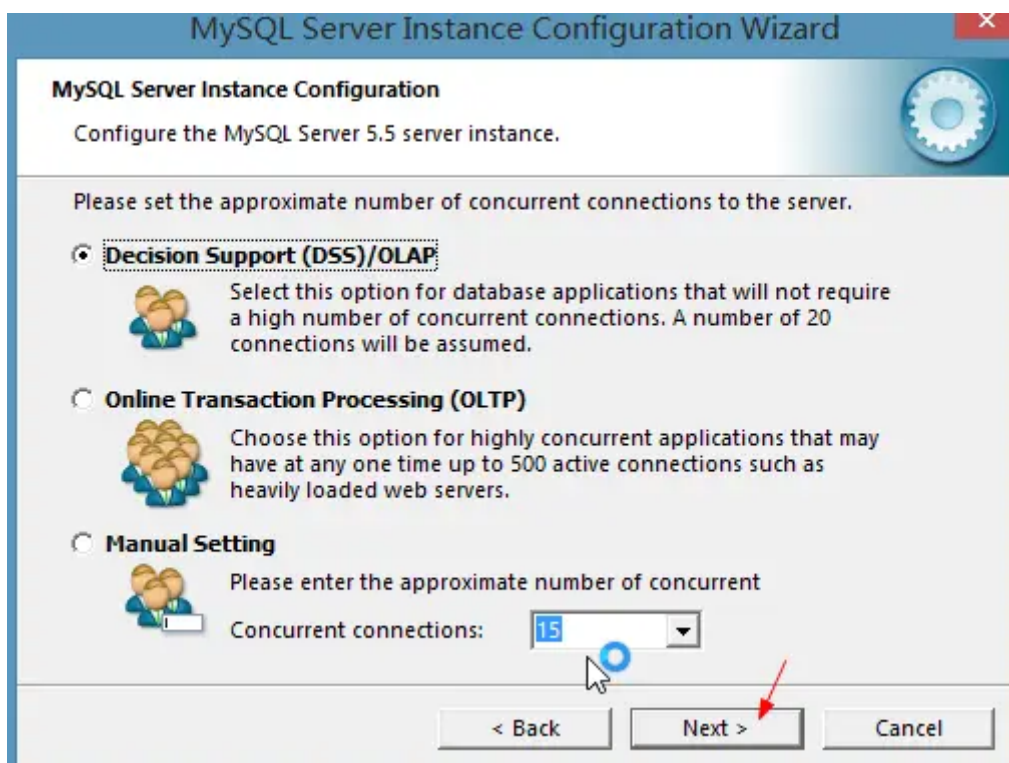 MySQL Server Instance Configuration Wizard
MySQL Server Instance Configuration
Configure the MySQL Server 5.5 server instance.
Please set the approximate number of concurrent connections to the server.
Decision Support (DSS)/OLAP
Select this option for database applications that will not require
a high number of concurrent connections. A number of 20
connections will be assumed.
Online Transaction Processing (OLTP)
Choose this option for highly concurrent applications that may
have at any one time up to 500 active connections such as
heavily loaded web servers.
Manual Setting
Please enter the approximate number of concurrent
Concurrent connections: 15
< Back Next > Cancel